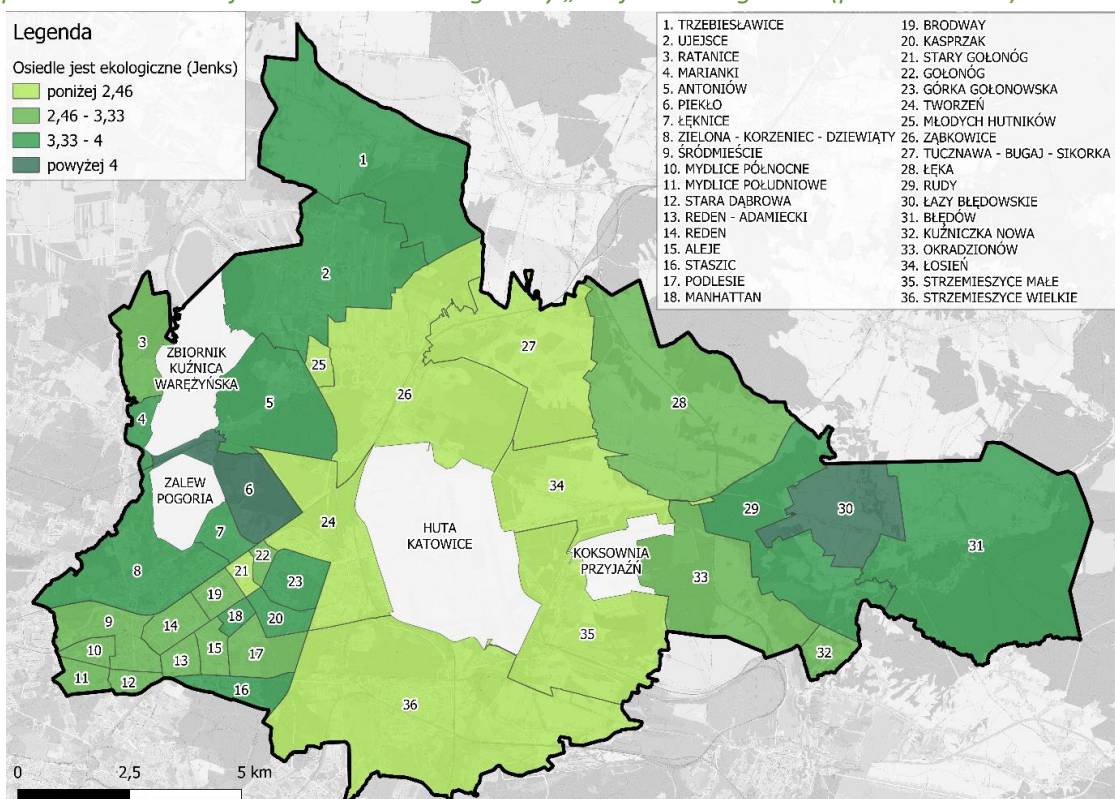 Legenda
Osiedle jest ekologiczne (Jenks)
poniżej 2,46
2,46 - 3,33
3,33 - 4
powyżej 4
1. TRZEBIESŁAWICE
2. UJEJSCE
3. RATANICE
4. MARIANKI
5. ANTONIÓW
6. PIEKŁO
7. ŁĘKNICE
8. ZIELONA - KORZENIEC - DZIEWIĄTY
9. ŚRÓDMIEŚCIE
10. MYDLICE PÓŁNOCNE
11. MYDLICE POŁUDNIOWE
12. STARA DĄBROWA
13. REDEN - ADAMIECKI
14. REDEN
15. ALEJE
16. STASZIC
17. PODLESIE
18. MANHATTAN
19. BRODWAY
20. KASPRZAK
21. STARY GOŁONÓG
22. GOŁONÓG
23. GÓRKA GOŁONOWSKA
24. TWORZEŃ
25. MŁODYCH HUTNIKÓW
26. ZĄBKOWICE
27. TUCZNAWA - BUGAJ - SIKORKA
28. ŁĘKA
29. RUDY
30. ŁAZY BŁĘDOWSKIE
31. BŁĘDÓW
32. KUŹNICZKA NOWA
33. OKRADZIONÓW
34. ŁOSIEŃ
35. STRZEMIESZYCE MAŁE
36. STRZEMIESZYCE WIELKIE
1
2
3
ZBIORNIK
KUŹNICA
WARĘŻYŃSKA
25
27
26
5
4
28
ZALEW
POGORIA
6
34
30
29
31
24
HUTA
KATOWICE
7
KOKSOWNIA
PRZYJAŹŃ
8
22
21
23
33
19
18
20
9
14
35
10
15
17
13
32
11
12
16
36
0
2,5
5 km